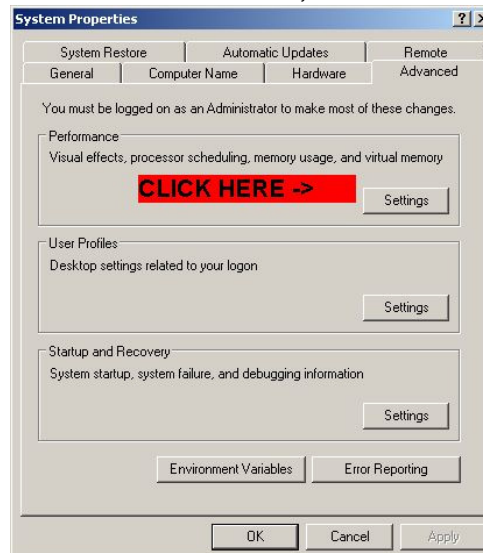 System Properties
System Restore Automatic Updates Remote
General Computer Name Hardware Advanced
You must be logged on as an Administrator to make most of these changes.
Performance
Visual effects, processor scheduling, memory usage, and virtual memory
CLICK HERE ->
Settings
User Profiles
Desktop settings related to your logon
Settings
Startup and Recovery
System startup, system failure, and debugging information
Settings
Environment Variables Error Reporting
OK Cancel Apply